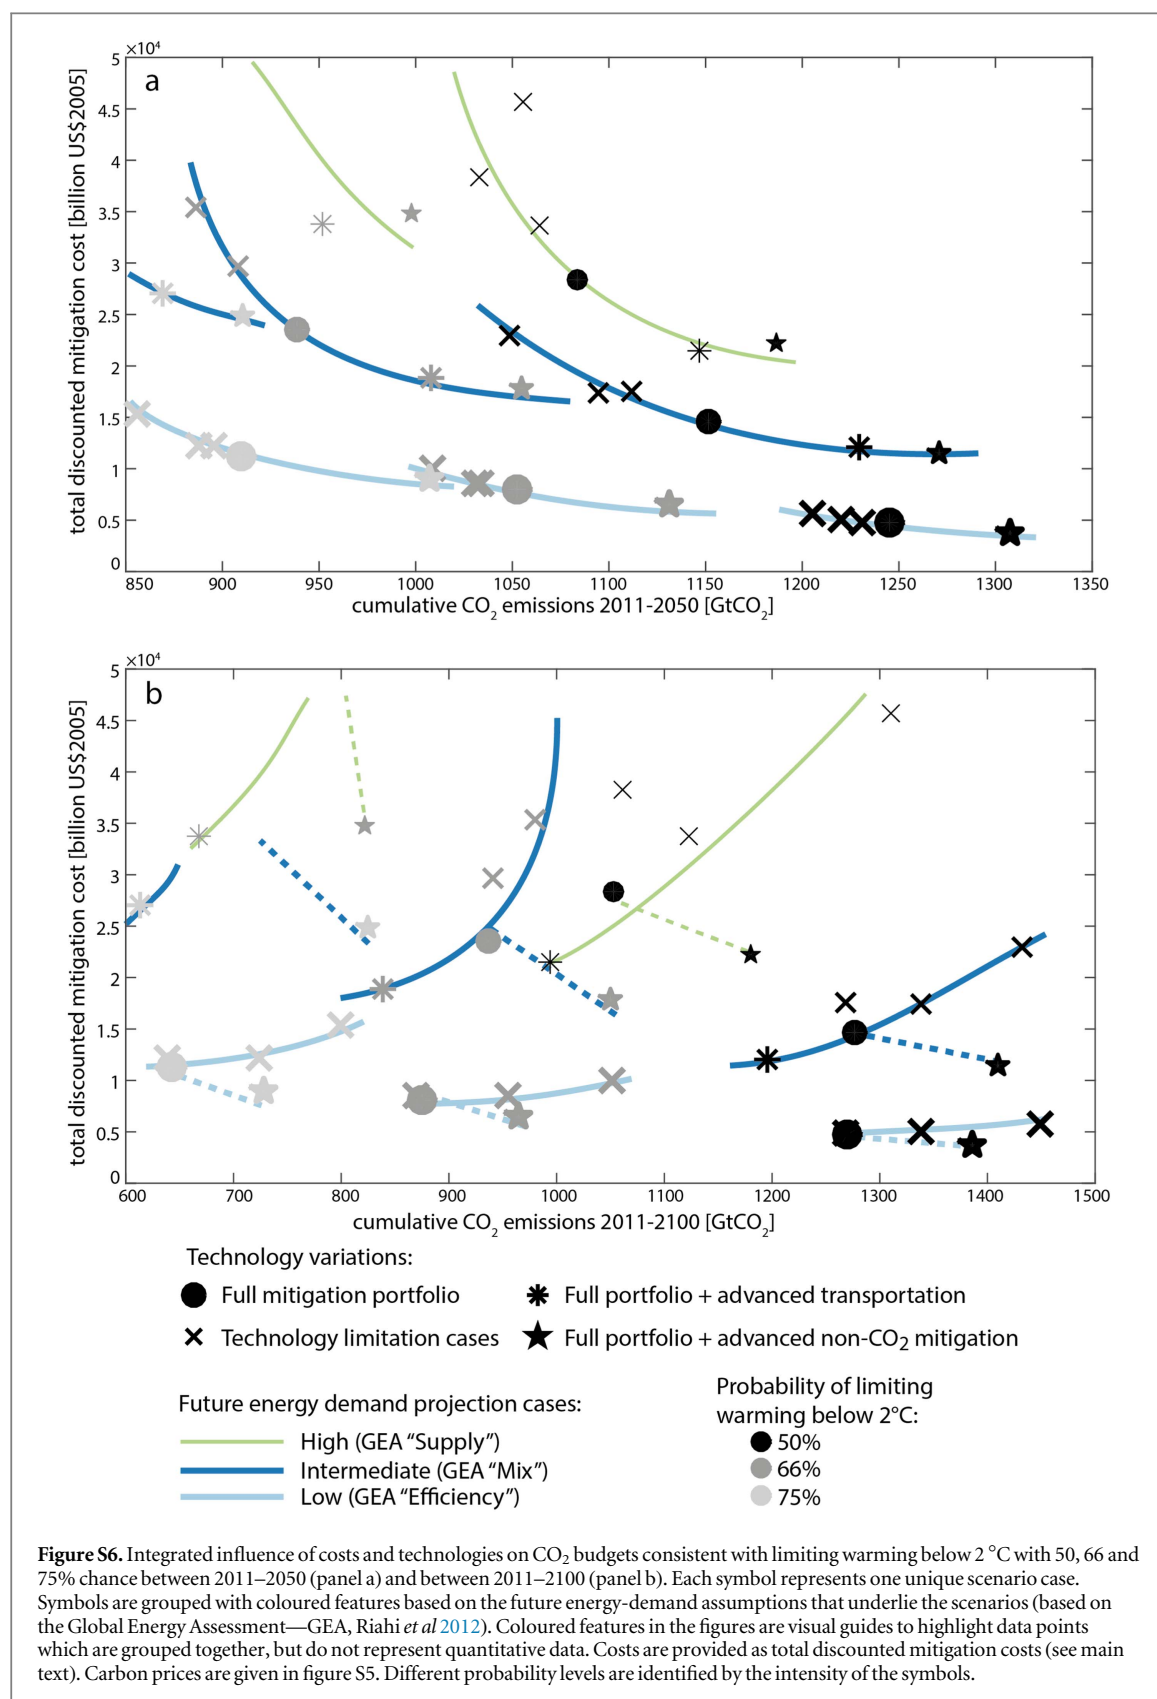 ×10⁴
a
total discounted mitigation cost [billion US$2005]
5
4.5
4
3.5
3
2.5
2
1.5
1
0.5
0
850 900 950 1000 1050 1100 1150 1200 1250 1300 1350
cumulative CO₂ emissions 2011-2050 [GtCO₂]
×10⁴
b
total discounted mitigation cost [billion US$2005]
5
4.5
4
3.5
3
2.5
2
1.5
1
0.5
0
600 700 800 900 1000 1100 1200 1300 1400 1500
cumulative CO₂ emissions 2011-2100 [GtCO₂]
Technology variations:
Full mitigation portfolio
Full portfolio + advanced transportation
Technology limitation cases
Full portfolio + advanced non-CO₂ mitigation
Future energy demand projection cases:
High (GEA “Supply”)
Intermediate (GEA “Mix”)
Low (GEA “Efficiency”)
Probability of limiting
warming below 2°C:
50%
66%
75%
Figure S6. Integrated influence of costs and technologies on CO₂ budgets consistent with limiting warming below 2 °C with 50, 66 and
75% chance between 2011–2050 (panel a) and between 2011–2100 (panel b). Each symbol represents one unique scenario case.
Symbols are grouped with coloured features based on the future energy-demand assumptions that underlie the scenarios (based on
the Global Energy Assessment—GEA, Riahi et al 2012). Coloured features in the figures are visual guides to highlight data points
which are grouped together, but do not represent quantitative data. Costs are provided as total discounted mitigation costs (see main
text). Carbon prices are given in figure S5. Different probability levels are identified by the intensity of the symbols.